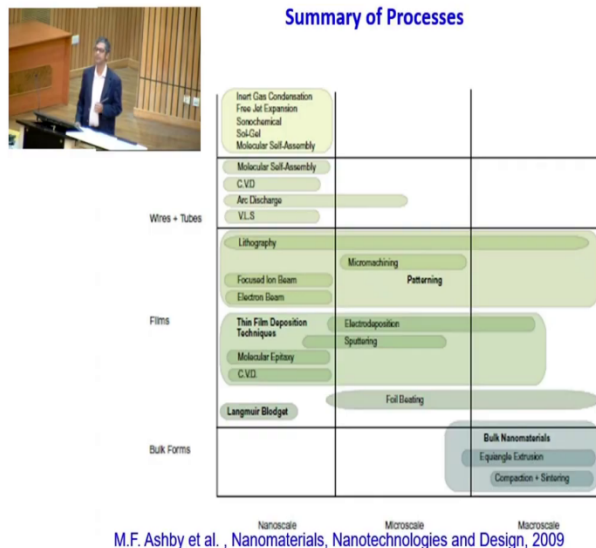 Summary of Processes
Inert Gas Condensation
Free Jet Expansion
Sonochemical
Sol-Gel
Molecular Self-Assembly
Molecular Self-Assembly
C.V.D
Arc Discharge
V.L.S
Wires + Tubes
Lithography
Micromachining
Focused Ion Beam
Patterning
Electron Beam
Films
Thin Film Deposition
Techniques
Electrodeposition
Sputtering
Molecular Epitaxy
C.V.D.
Foil Beating
Langmuir Blodget
Bulk Nanomaterials
Bulk Forms
Equiangle Extrusion
Compaction + Sintering
Nanoscale
Microscale
Macroscale
M.F. Ashby et al. , Nanomaterials, Nanotechnologies and Design, 2009